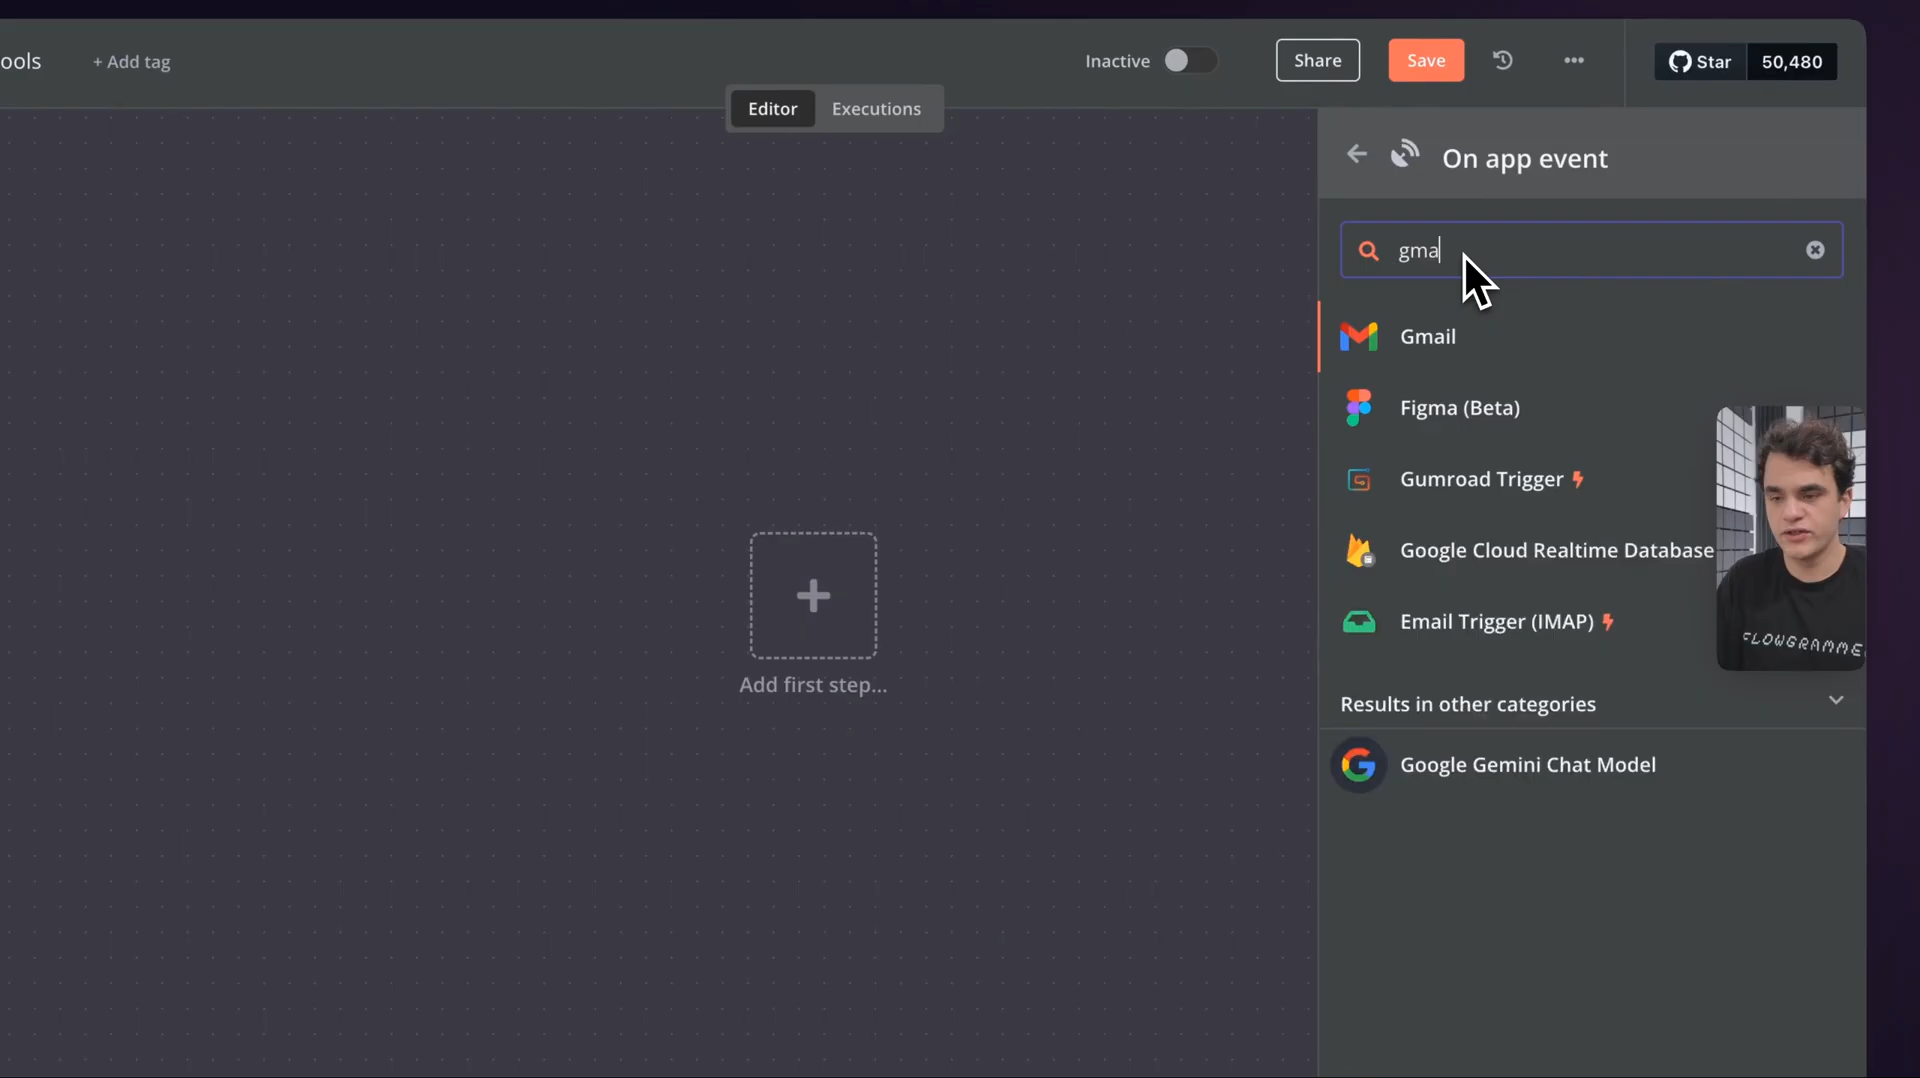 ools
+ Add tag
Inactive
Share
Save
Star
50,480
Editor
Executions
On app event
gma
Gmail
Figma (Beta)
Gumroad Trigger
Google Cloud Realtime Database
Email Trigger (IMAP)
FLOWGRAMME
Add first step...
Results in other categories
Google Gemini Chat Model